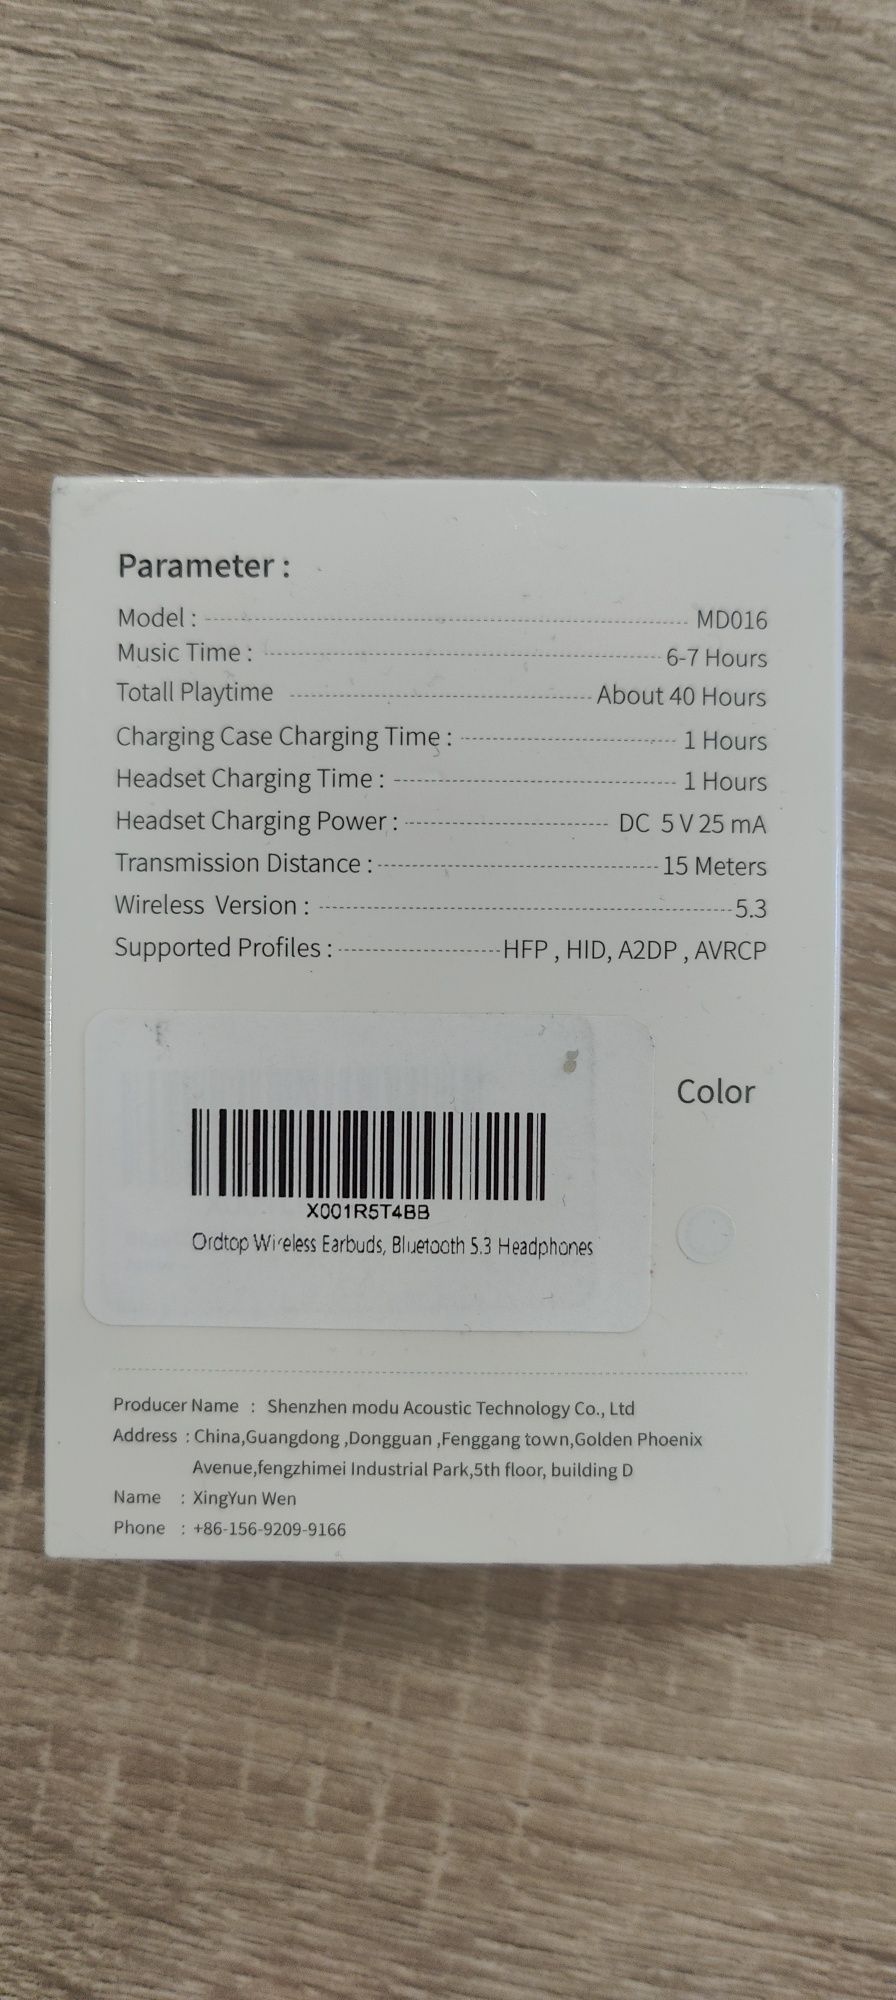 Parameter :
Model : MD016
Music Time : 6-7 Hours
Totall Playtime About 40 Hours
Charging Case Charging Time : 1 Hours
Headset Charging Time : 1 Hours
Headset Charging Power : DC 5 V 25 mA
Transmission Distance : 15 Meters
Wireless Version : 5.3
Supported Profiles : HFP , HID, A2DP , AVRCP
Color
X001R5T4BB
Ordtop Wireless Earbuds, Bluetooth 5.3 Headphones
Producer Name : Shenzhen modu Acoustic Technology Co., Ltd
Address : China,Guangdong ,Dongguan ,Fenggang town,Golden Phoenix
Avenue,fengzhimei Industrial Park,5th floor, building D
Name : XingYun Wen
Phone : +86-156-9209-9166